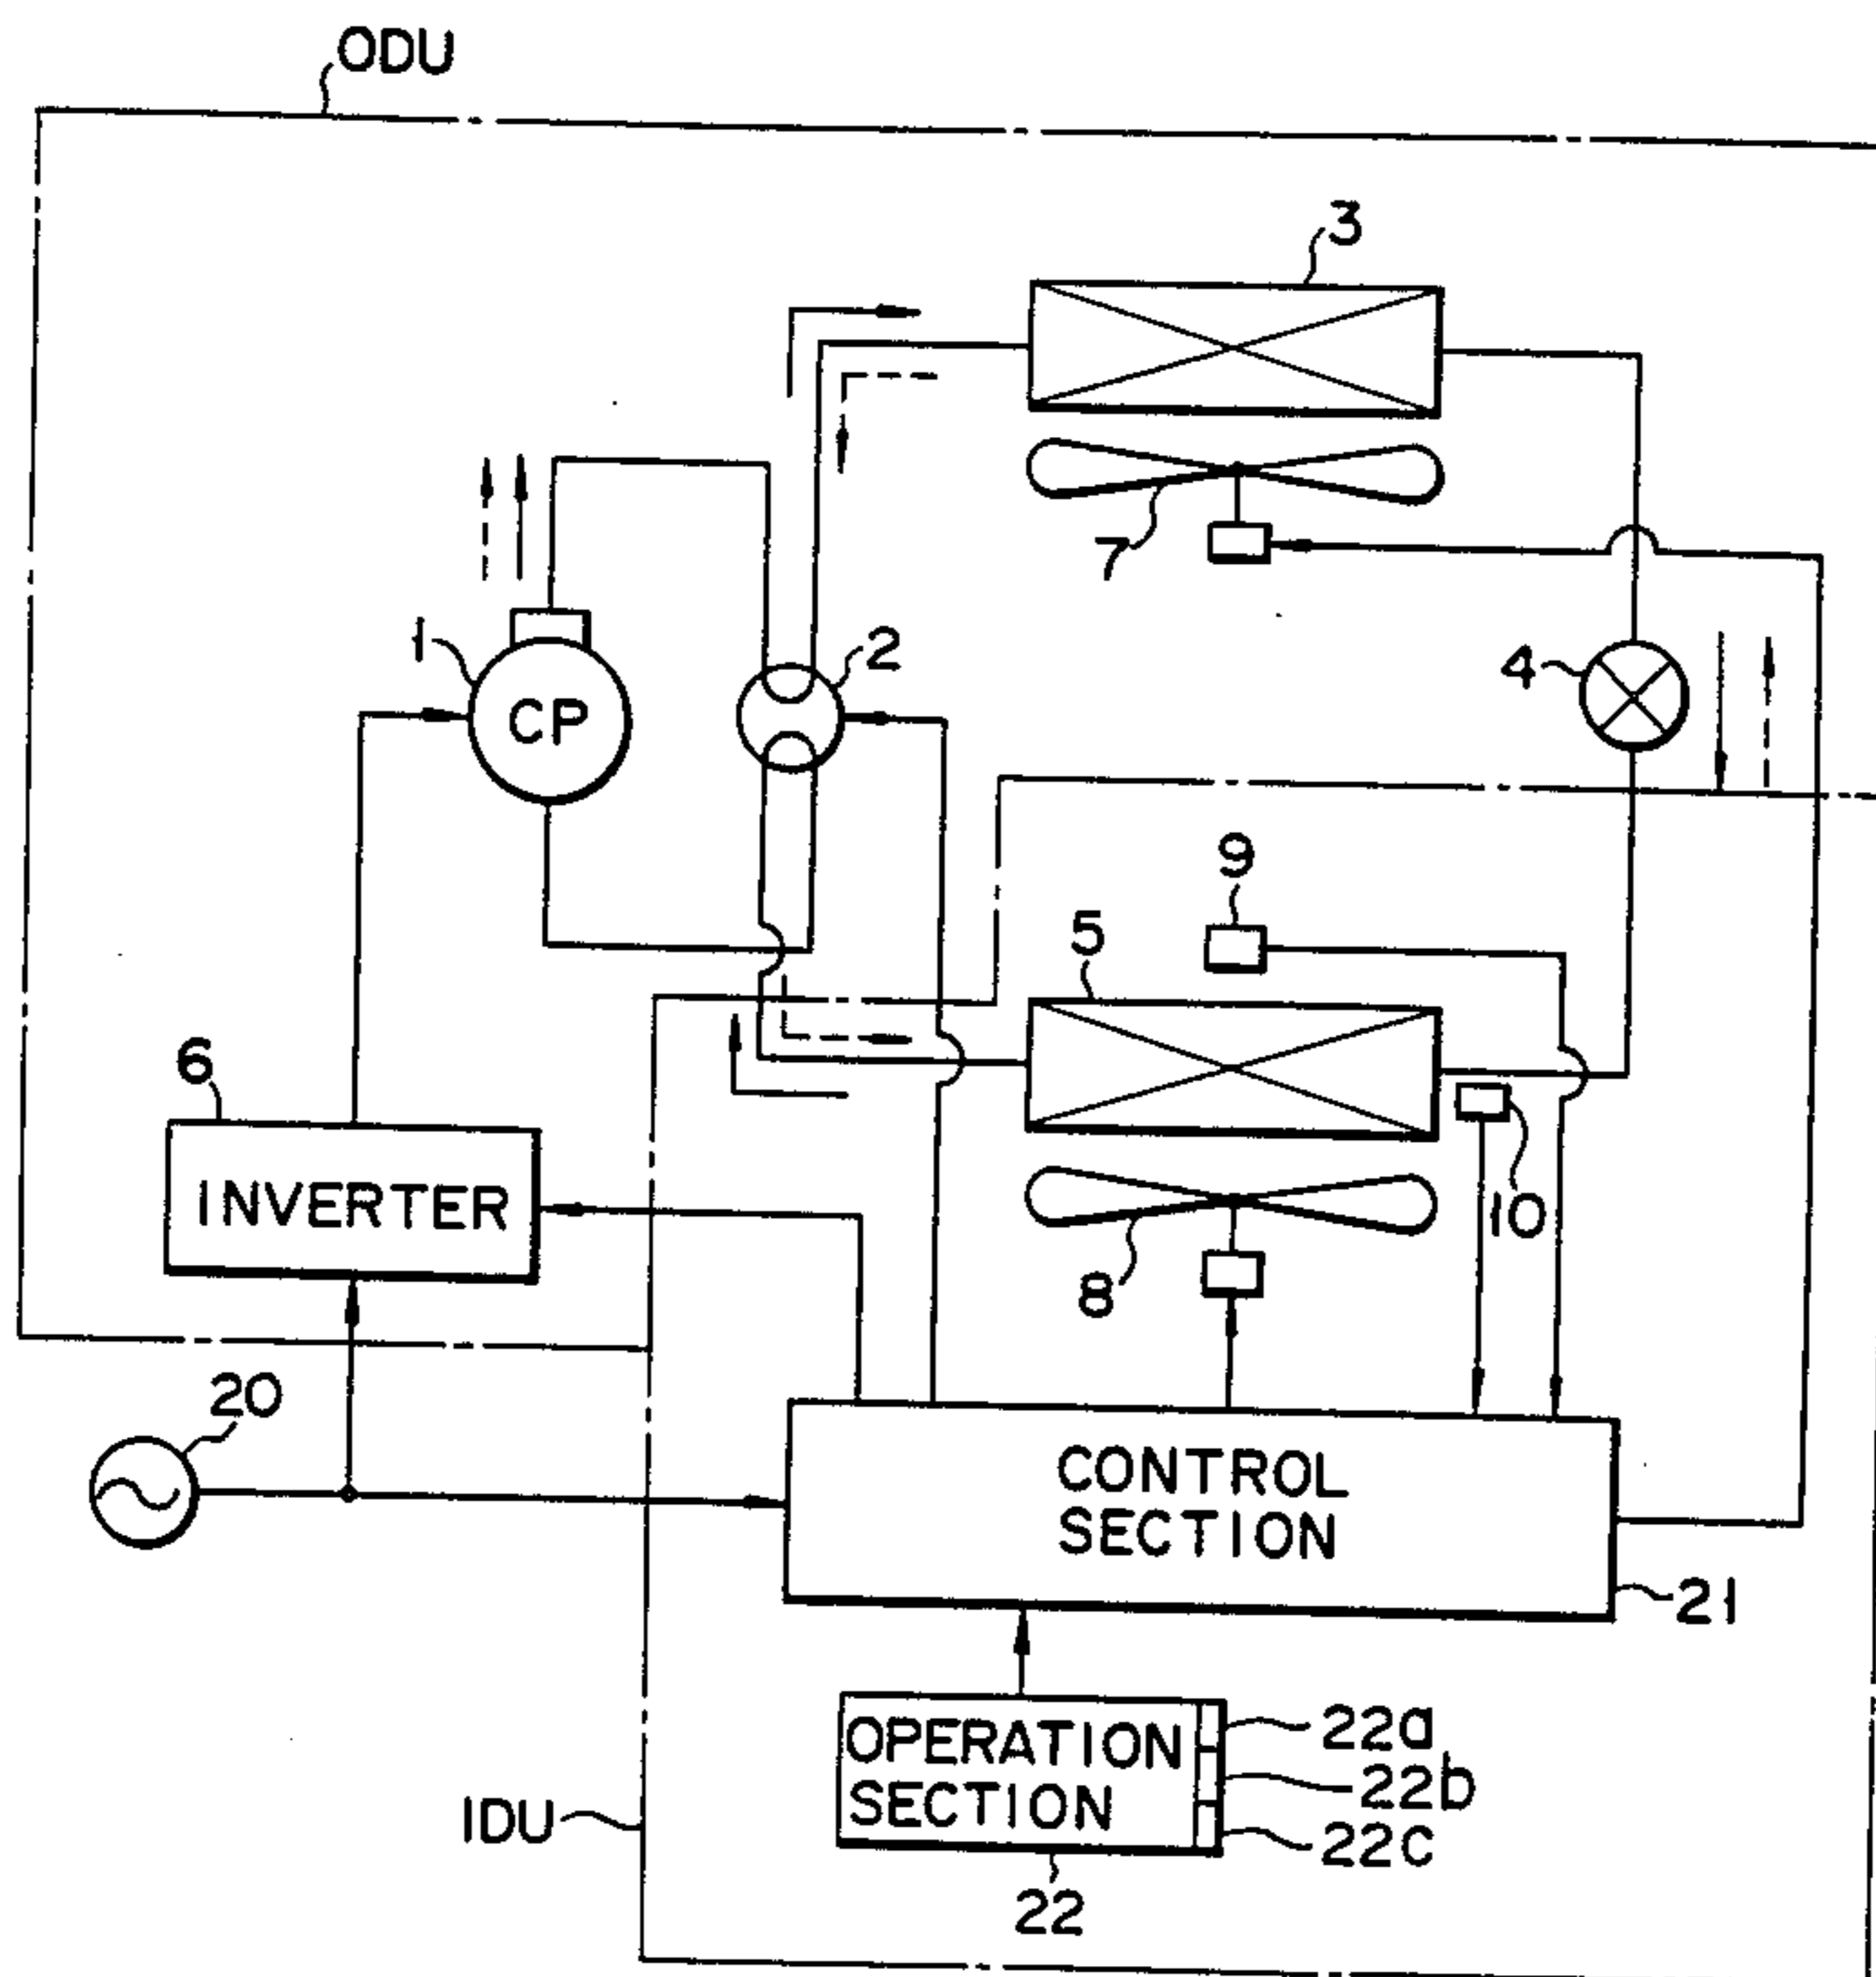 ODU
3
7
1
CP
2
4
9
5
6
INVERTER
10
8
20
CONTROL
SECTION
21
OPERATION
SECTION
22a
22b
22c
IDU
22